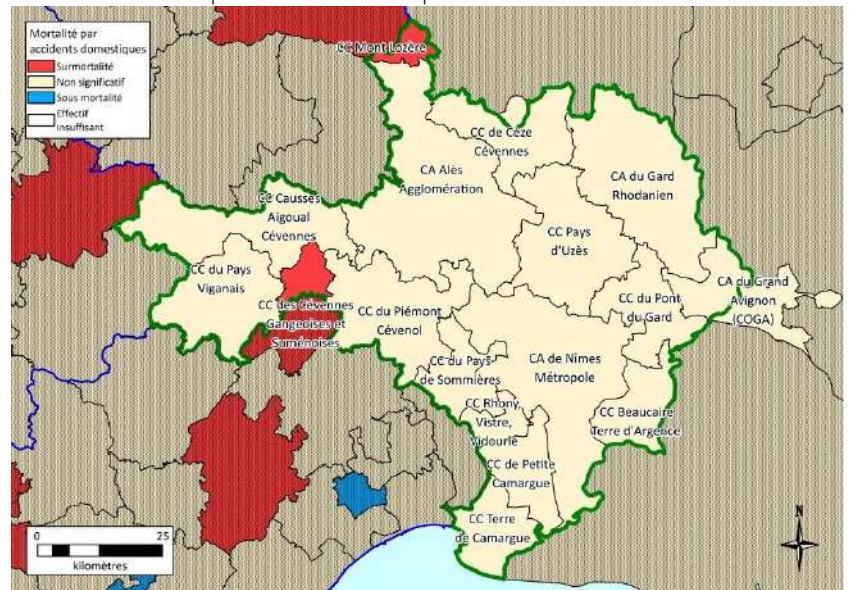 Mortalité par
accidents domestiques
Surmortalité
Non significatif
Sous mortalité
Effectif
insuffisant
CC Mont Lozère
CC de Cèze
Cévennes
CA Alès
Agglomération
CA du Gard
Rhodanien
CC Causses
Aigoual
Cévennes
CC Pays
d'Uzès
CC du Pays
Viganais
CA du Grand
Avignon
(COGA)
CC des Cévennes
Gangeoises et
Suménoises
CC du Piémont
Cévenol
CC du Pont
du Gard
CC du Pays
de Sommières
CA de Nîmes
Métropole
CC Rhony,
Vistre,
Vidourle
CC Beaucaire
Terre d'Argence
CC de Petite
Camargue
CC Terre
de Camargue
0 25
kilomètres
N